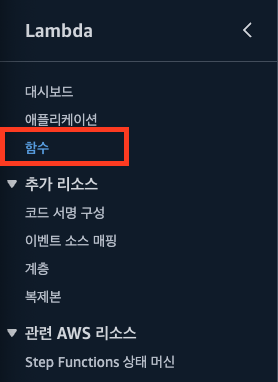 Lambda
대시보드
애플리케이션
함수
추가 리소스
코드 서명 구성
이벤트 소스 매핑
계층
복제본
관련 AWS 리소스
Step Functions 상태 머신